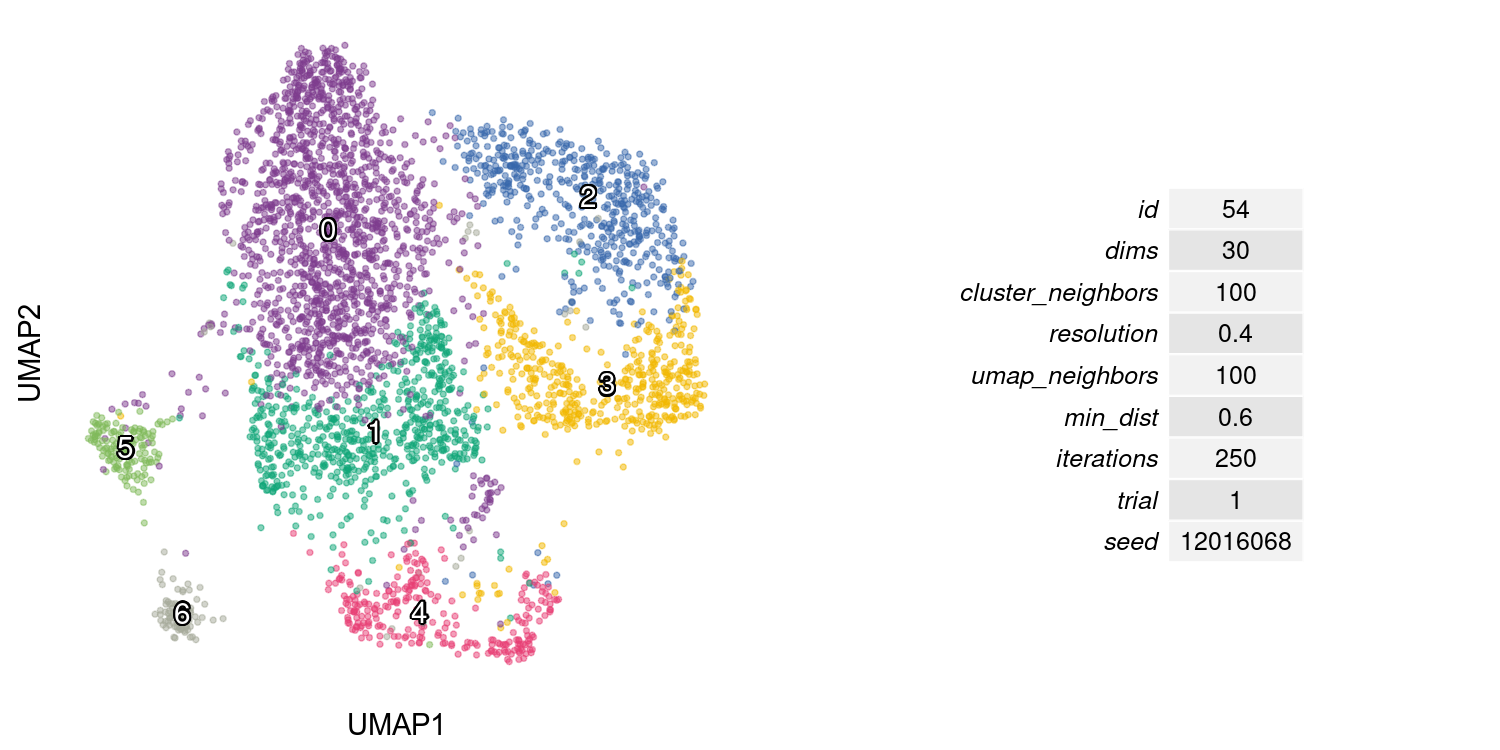 0
2
3
1
5
4
6
UMAP2
UMAP1
id 54
dims 30
cluster_neighbors 100
resolution 0.4
umap_neighbors 100
min_dist 0.6
iterations 250
trial 1
seed 12016068